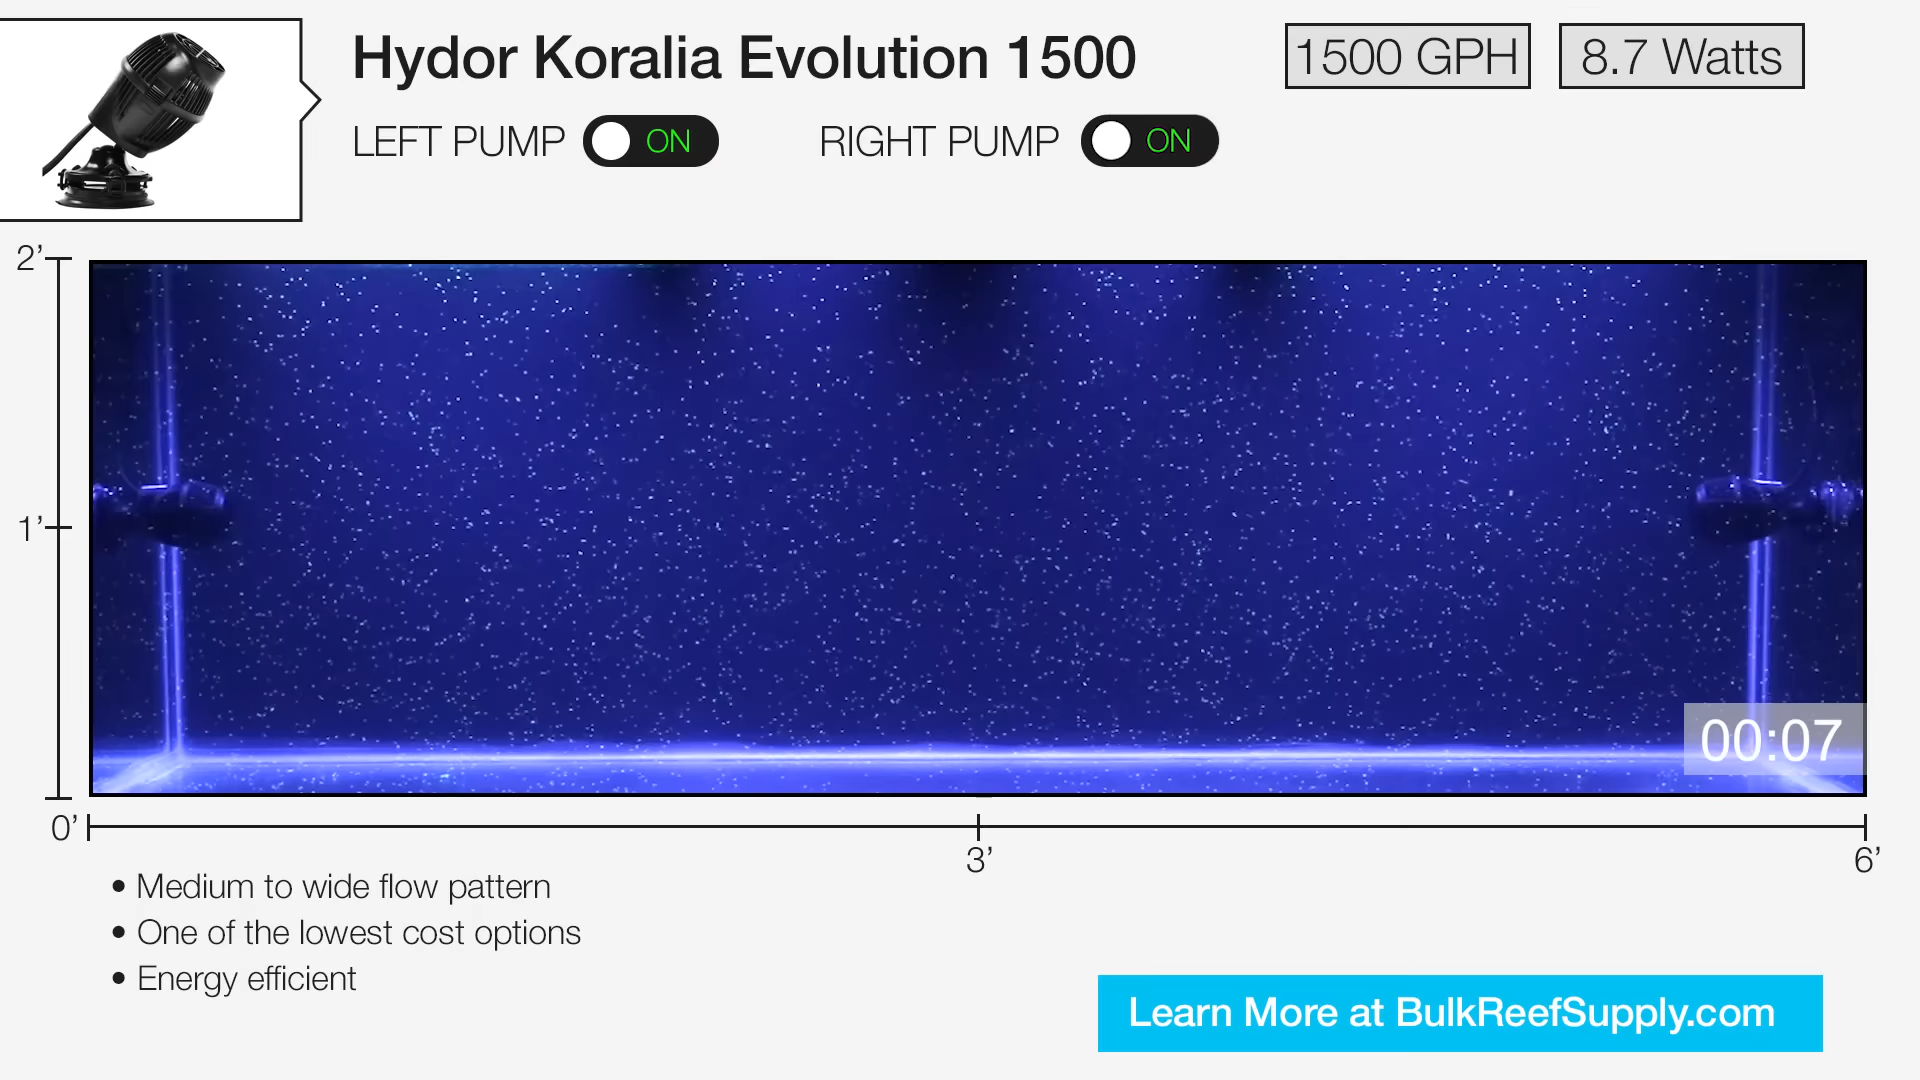 Hydor Koralia Evolution 1500
1500 GPH
8.7 Watts
LEFT PUMP ON
RIGHT PUMP ON
2’
1’
00:07
0’
3’
6’
• Medium to wide flow pattern
• One of the lowest cost options
• Energy efficient
Learn More at BulkReefSupply.com